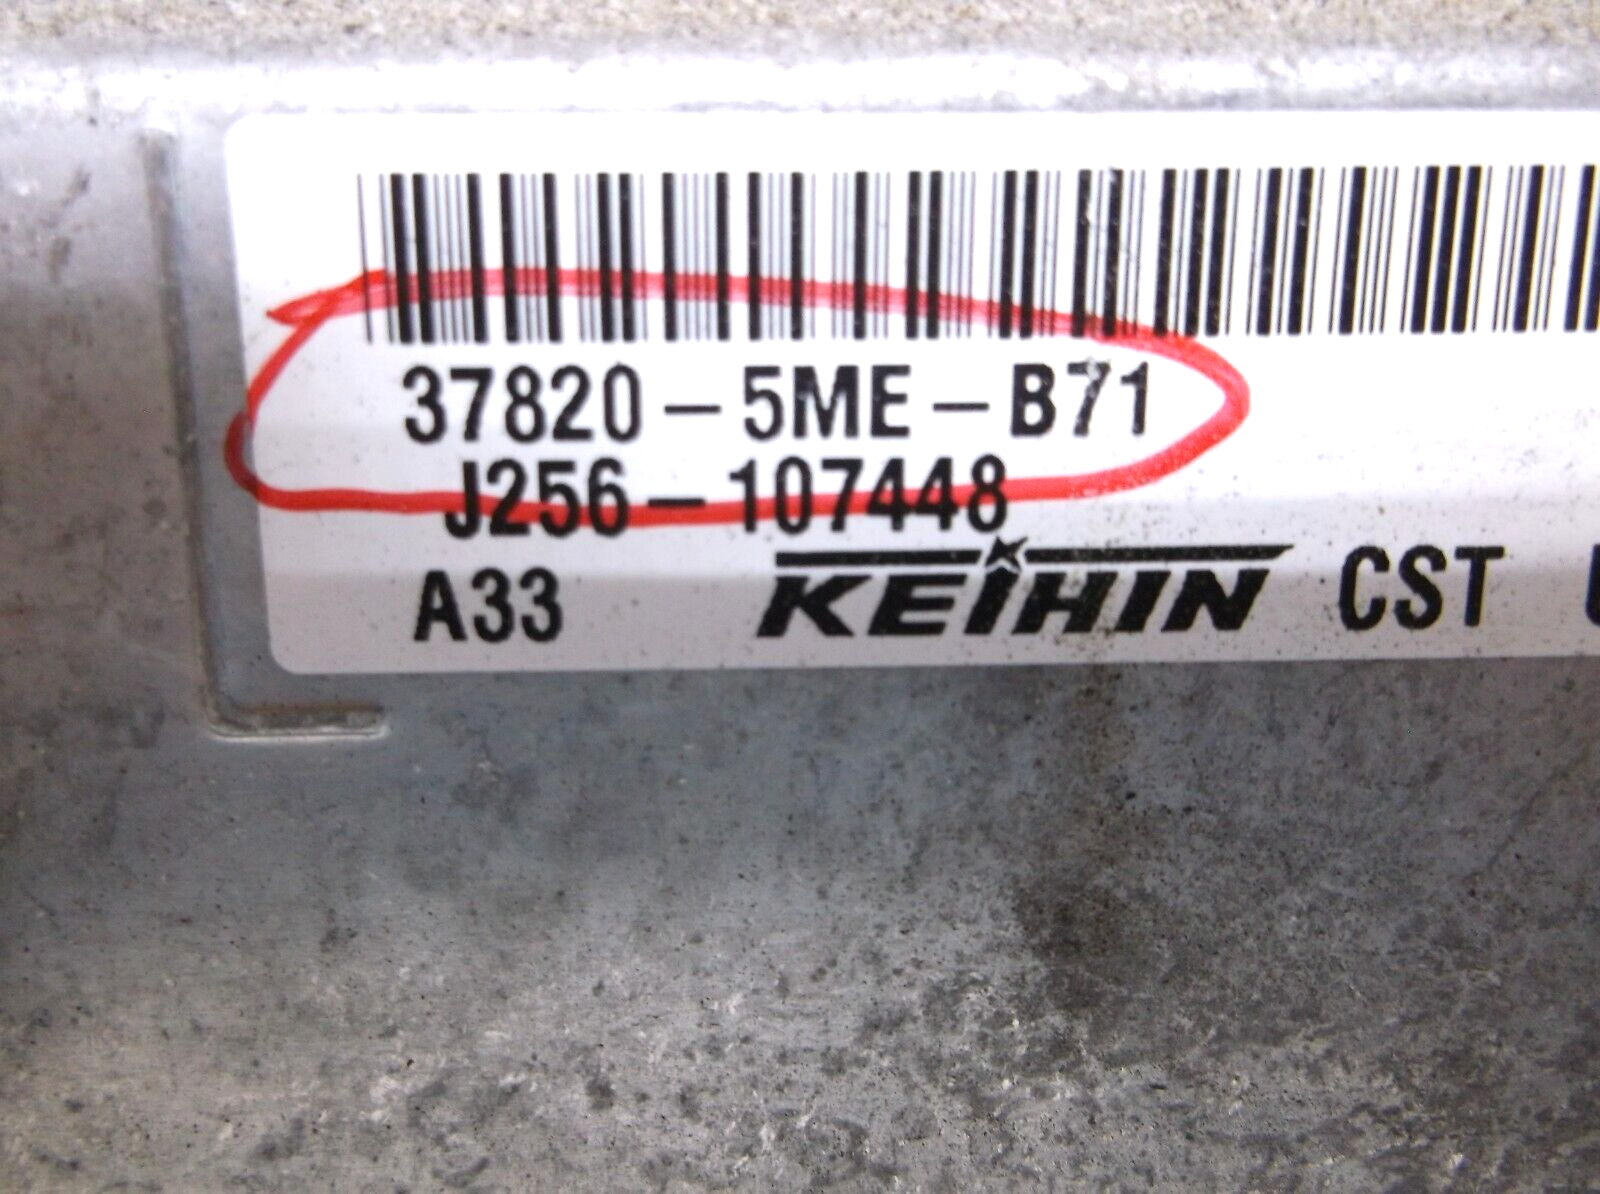 37820-5ME-B71
J256-107448
A33 KEIHIN CST